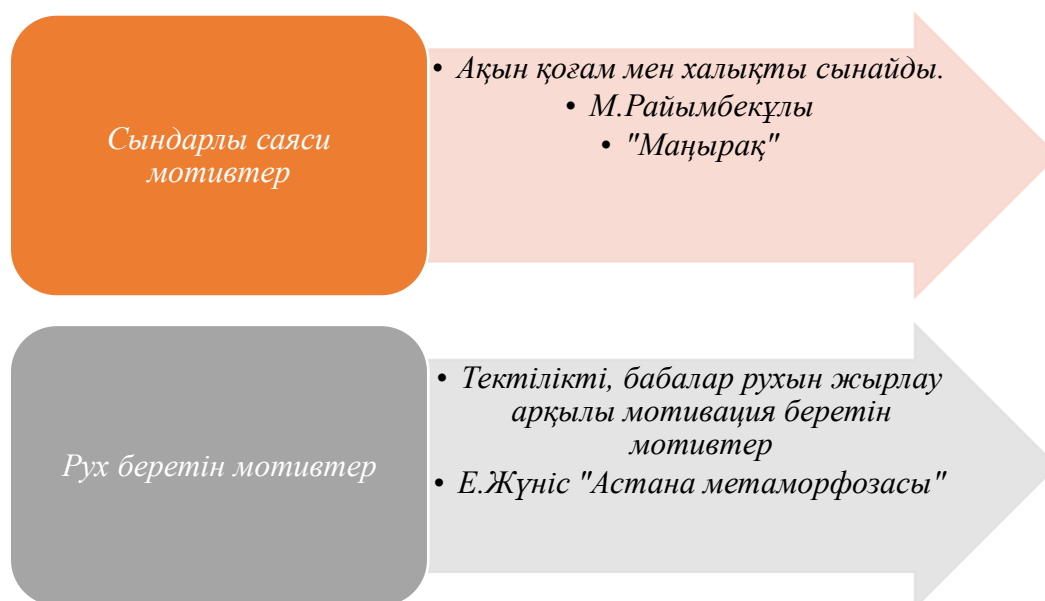 Сындарлы саяси
мотивтер
• Ақын қоғам мен халықты сынайды.
• М.Райымбекұлы
• "Маңырақ"
Рух беретін мотивтер
• Тектілікті, бабалар рухын жырлау
арқылы мотивация беретін
мотивтер
• Е.Жүніс "Астана метаморфозасы"